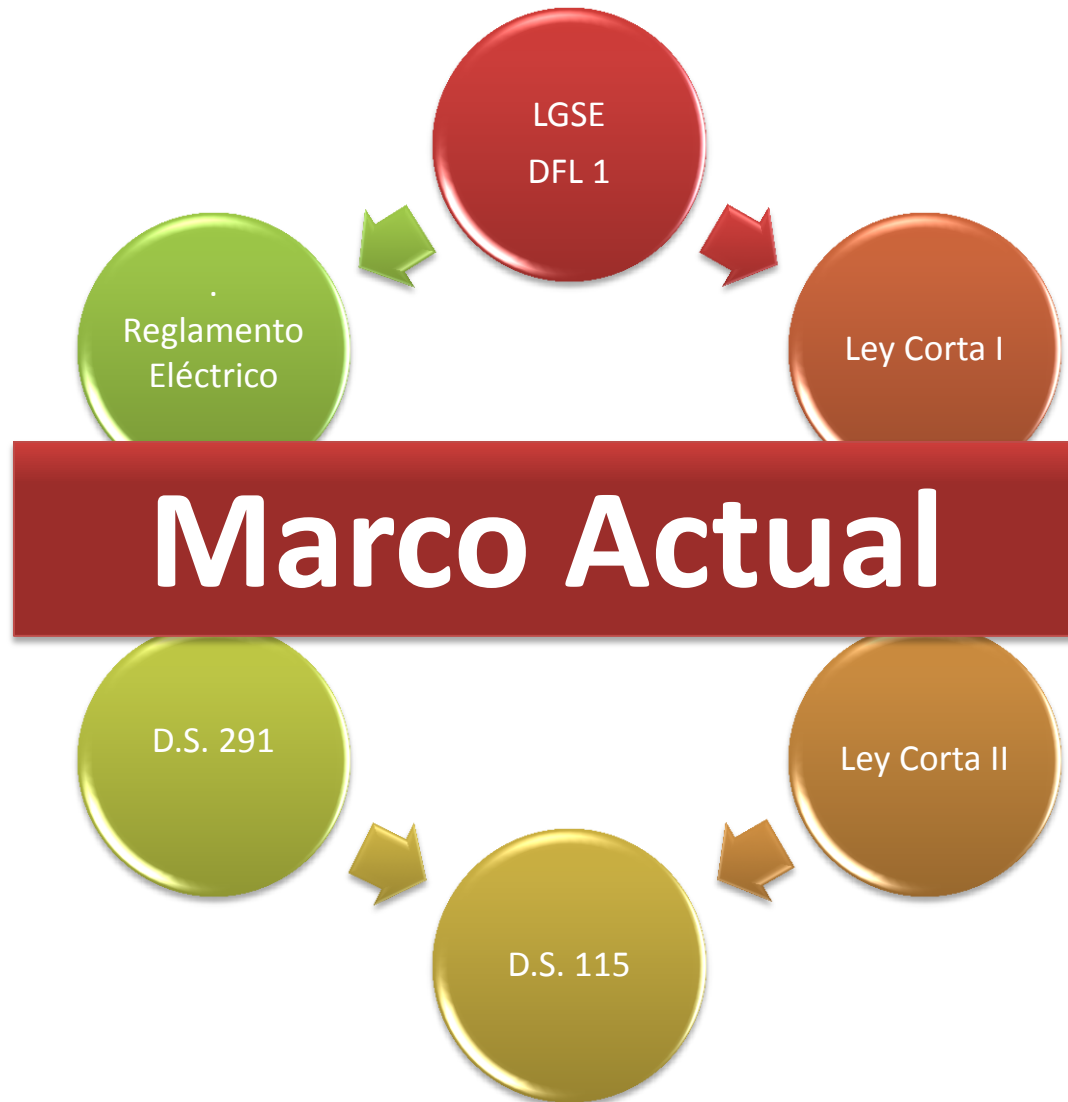 LGSE
DFL 1
.
Reglamento
Eléctrico
Ley Corta I
Marco Actual
D.S. 291
Ley Corta II
D.S. 115